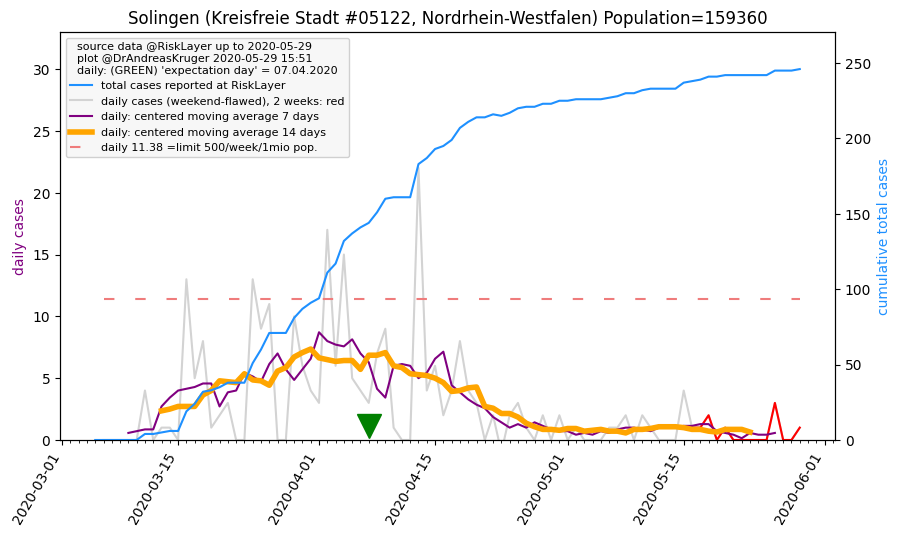 Solingen (Kreisfreie Stadt #05122, Nordrhein-Westfalen) Population=159360
source data @RiskLayer up to 2020-05-29
plot @DrAndreasKruger 2020-05-29 15:51
daily: (GREEN) 'expectation day' = 07.04.2020
total cases reported at RiskLayer
daily cases (weekend-flawed), 2 weeks: red
daily: centered moving average 7 days
daily: centered moving average 14 days
daily 11.38 =limit 500/week/1mio pop.
daily cases
30
25
20
15
10
5
0
cumulative total cases
250
200
150
100
50
0
2020-03-01
2020-03-15
2020-04-01
2020-04-15
2020-05-01
2020-05-15
2020-06-01